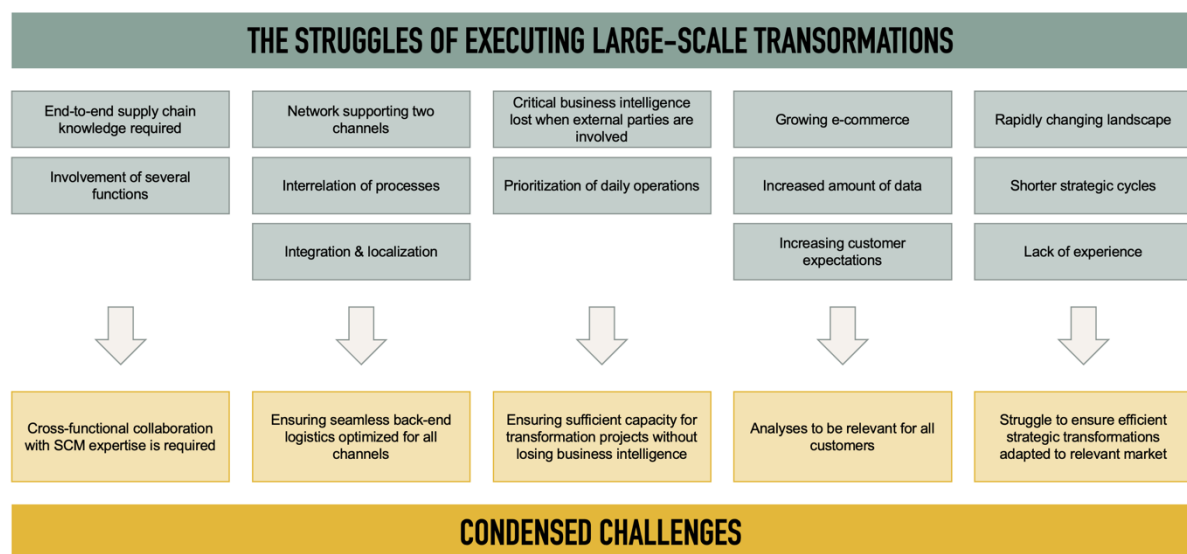 THE STRUGGLES OF EXECUTING LARGE-SCALE TRANSORMATIONS
End-to-end supply chain
knowledge required
Involvement of several
functions
Network supporting two
channels
Interrelation of processes
Integration & localization
Critical business intelligence
lost when external parties are
involved
Prioritization of daily operations
Growing e-commerce
Increased amount of data
Increasing customer
expectations
Rapidly changing landscape
Shorter strategic cycles
Lack of experience
Cross-functional collaboration
with SCM expertise is required
Ensuring seamless back-end
logistics optimized for all
channels
Ensuring sufficient capacity for
transformation projects without
losing business intelligence
Analyses to be relevant for all
customers
Struggle to ensure efficient
strategic transformations
adapted to relevant market
CONDENSED CHALLENGES